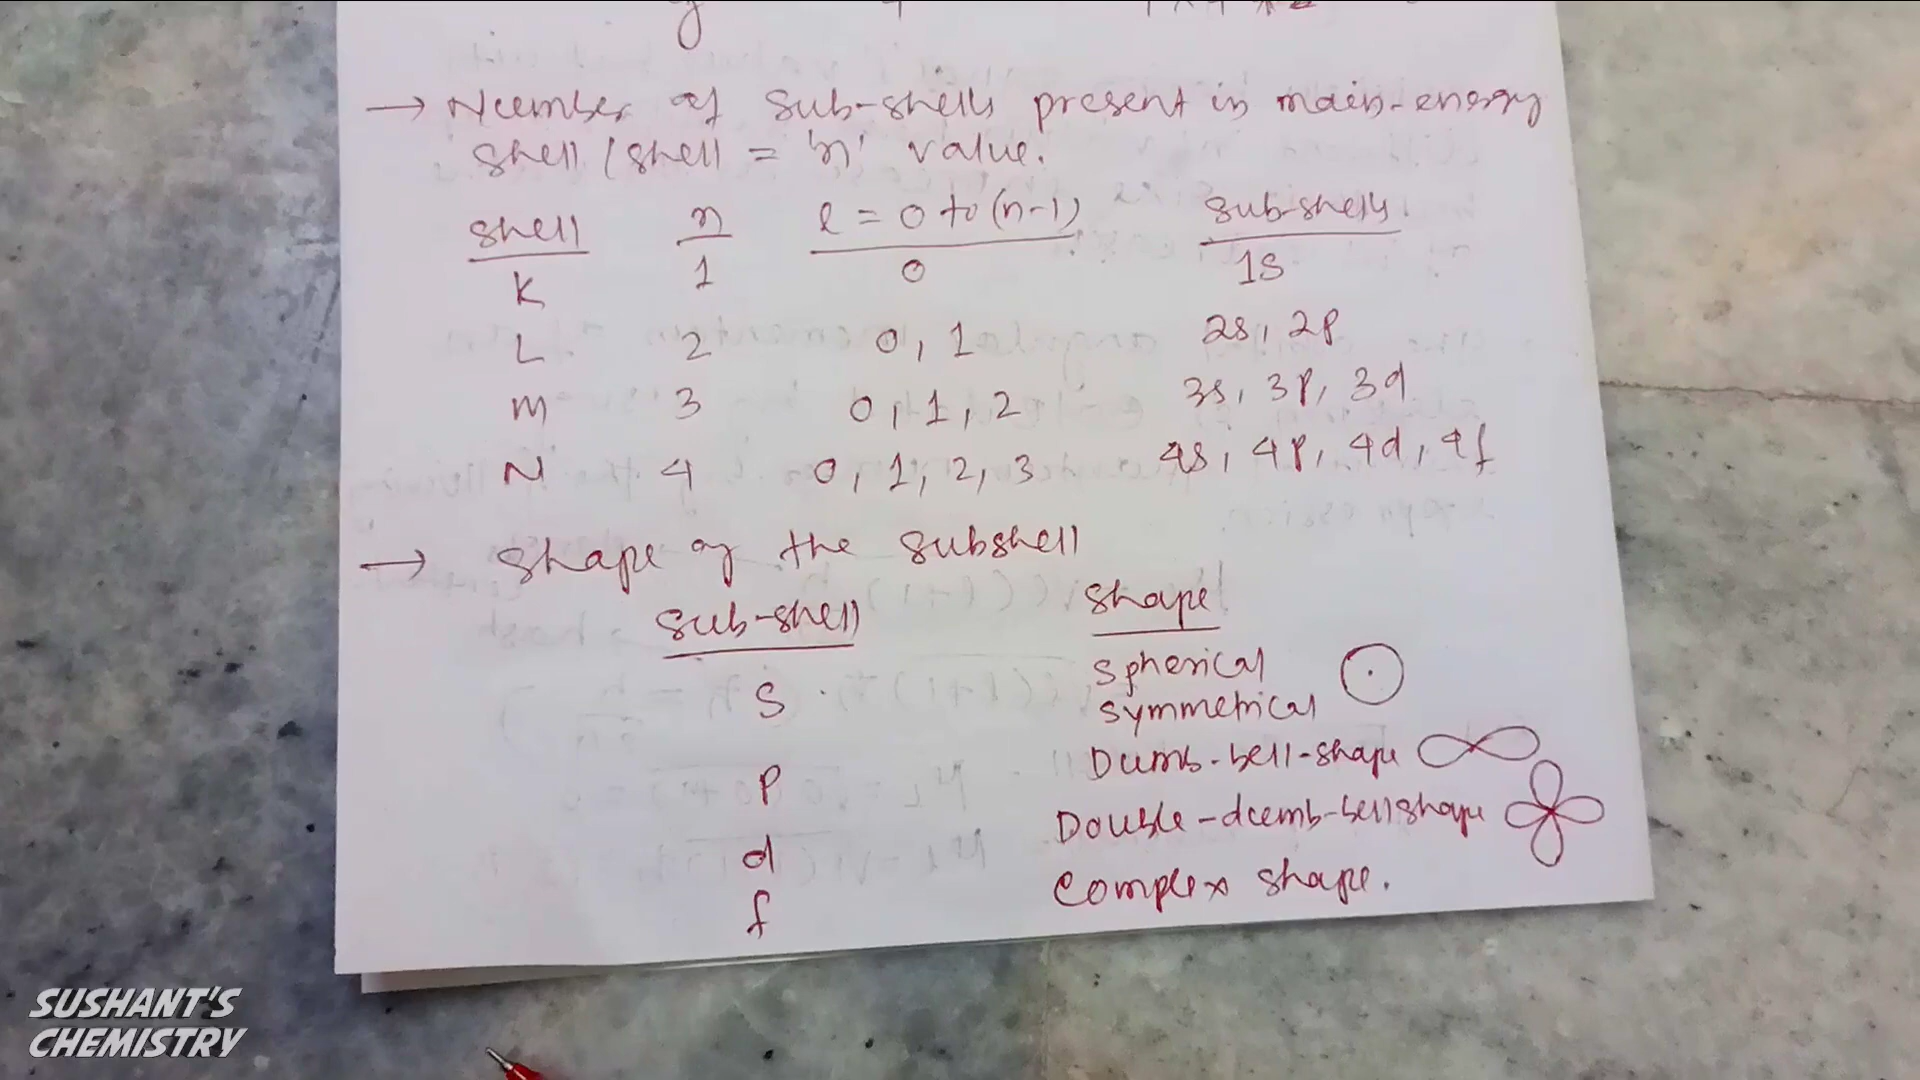 → Number of sub-shells present in main-energy
shell / shell = 'n' value.
shell n l = 0 to (n-1) sub-shells
K 1 0 1s
L 2 0, 1 2s, 2p
M 3 0, 1, 2 3s, 3p, 3d
N 4 0, 1, 2, 3 4s, 4p, 4d, 4f
→ Shape of the subshell
Sub-shell Shape
S Spherical
symmetrical
p Dumb-bell-shape
d Double-dumb-bell shape
f Complex shape.
SUSHANT'S
CHEMISTRY